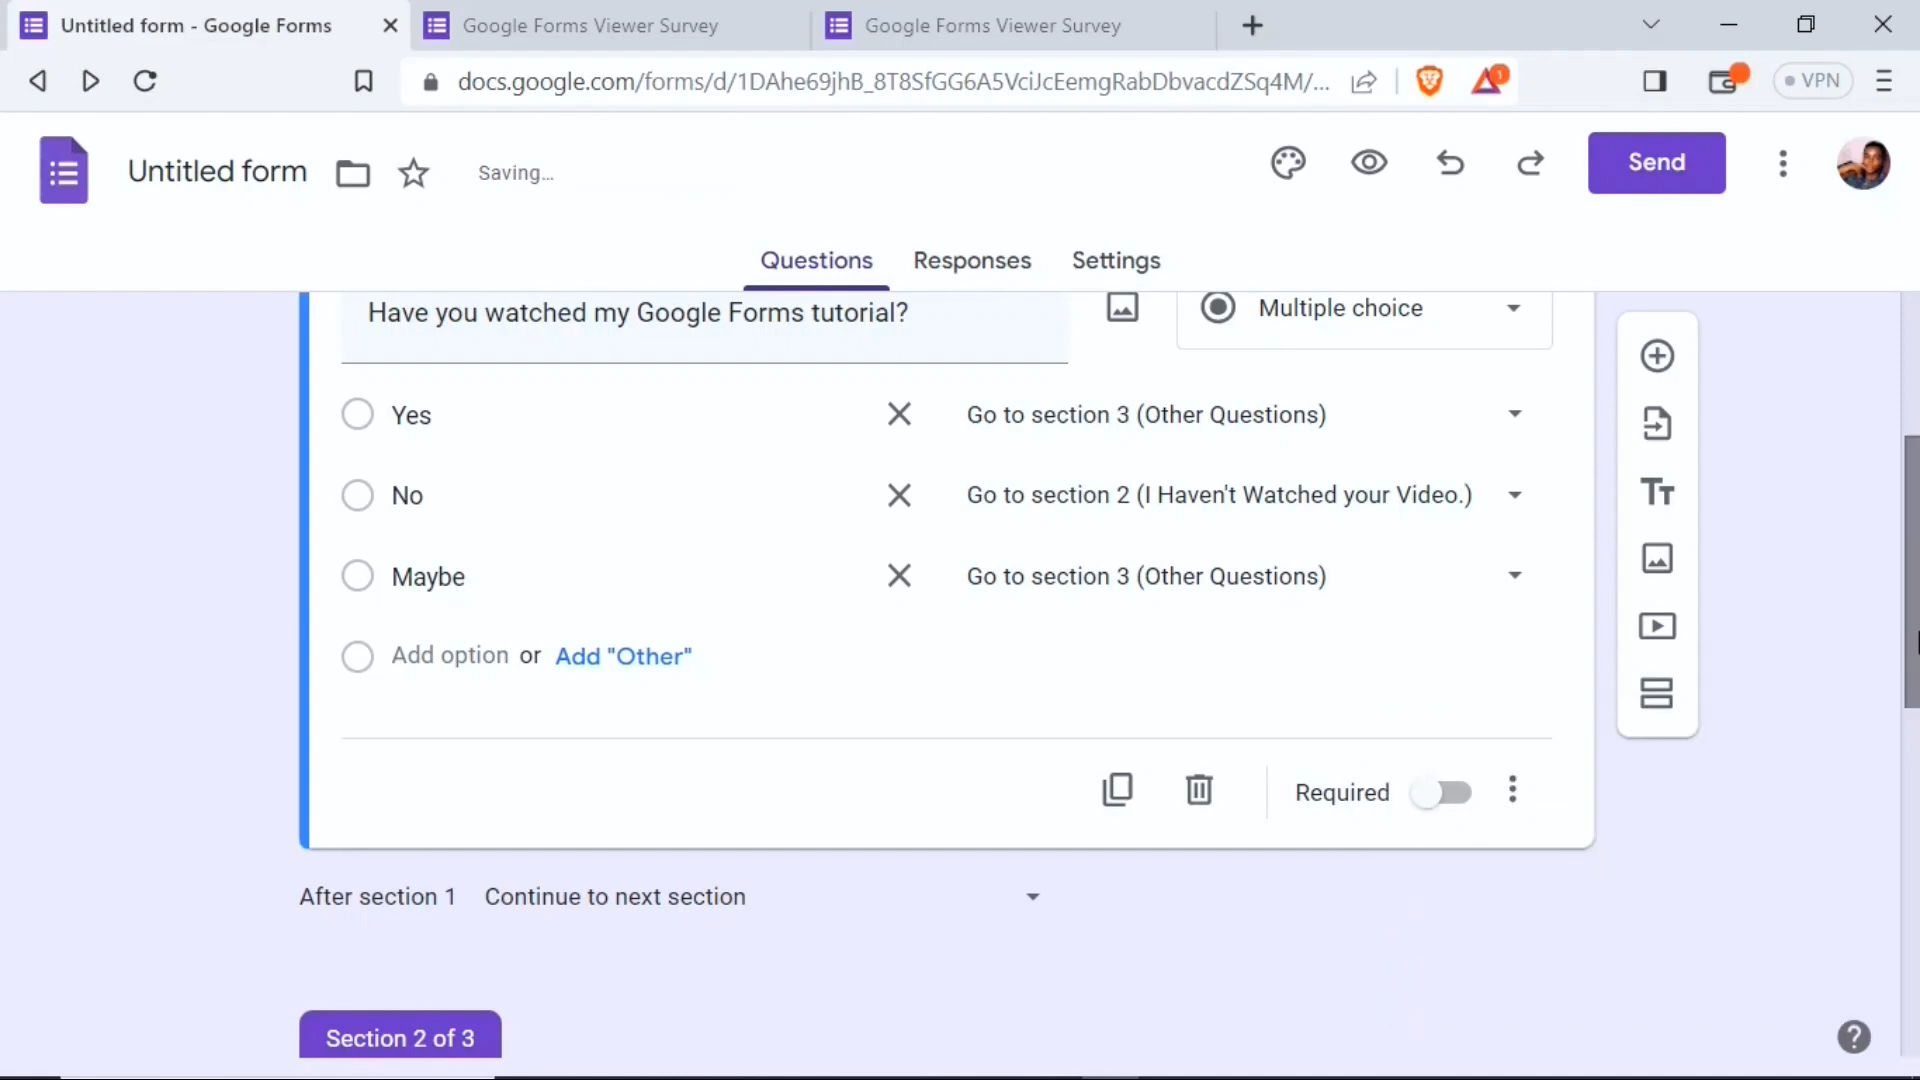 Untitled form - Google Forms
Google Forms Viewer Survey
Google Forms Viewer Survey
docs.google.com/forms/d/1DAhe69jhB_8T8SfGG6A5VciJcEemgRabDbvacdZSq4M/...
1
VPN
Untitled form
Saving...
Send
Questions
Responses
Settings
Have you watched my Google Forms tutorial?
Multiple choice
Yes
Go to section 3 (Other Questions)
No
Go to section 2 (I Haven't Watched your Video.)
Maybe
Go to section 3 (Other Questions)
Add option or Add "Other"
Required
After section 1 Continue to next section
Section 2 of 3